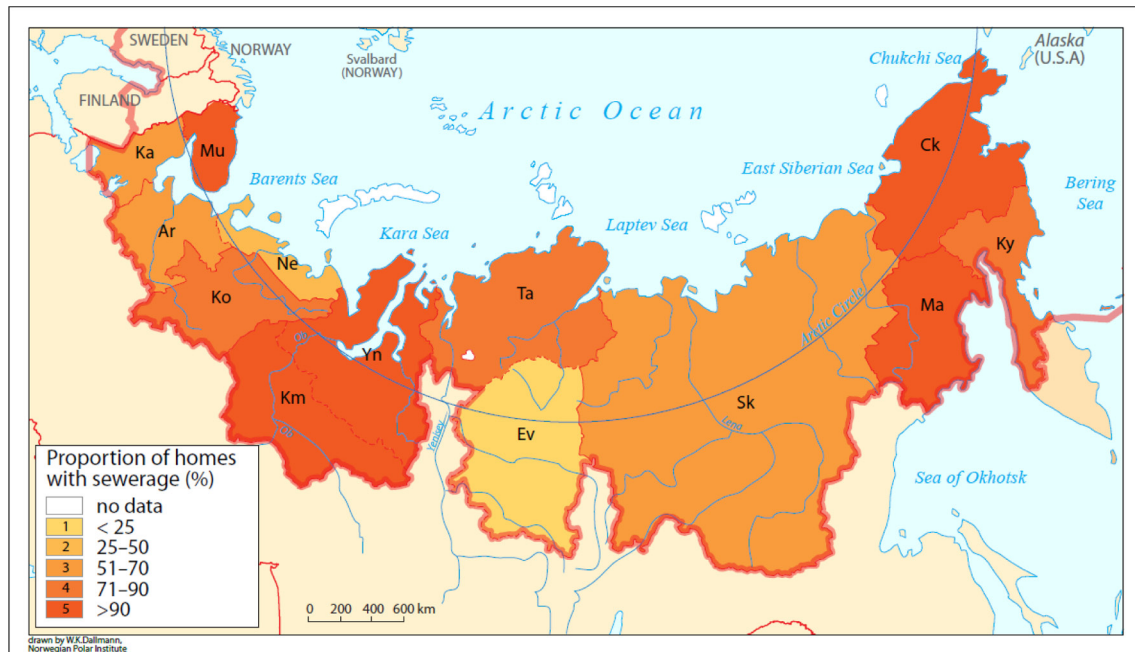 SWEDEN
NORWAY
FINLAND
Svalbard
(NORWAY)
Arctic Ocean
Chukchi Sea
Alaska
(U.S.A)
Ka
Mu
Barents Sea
East Siberian Sea
Ck
Bering
Sea
Ar
Kara Sea
Laptev Sea
Ne
Ko
Ta
Ky
Ma
Arctic Circle
Ob
Yn
Km
Sk
Ev
Yenisey
Lena
Ob
Sea of Okhotsk
Proportion of homes
with sewerage (%)
no data
1 < 25
2 25–50
3 51–70
4 71–90
5 >90
0 200 400 600 km
drawn by W.K.Dallmann,
Norwegian Polar Institute